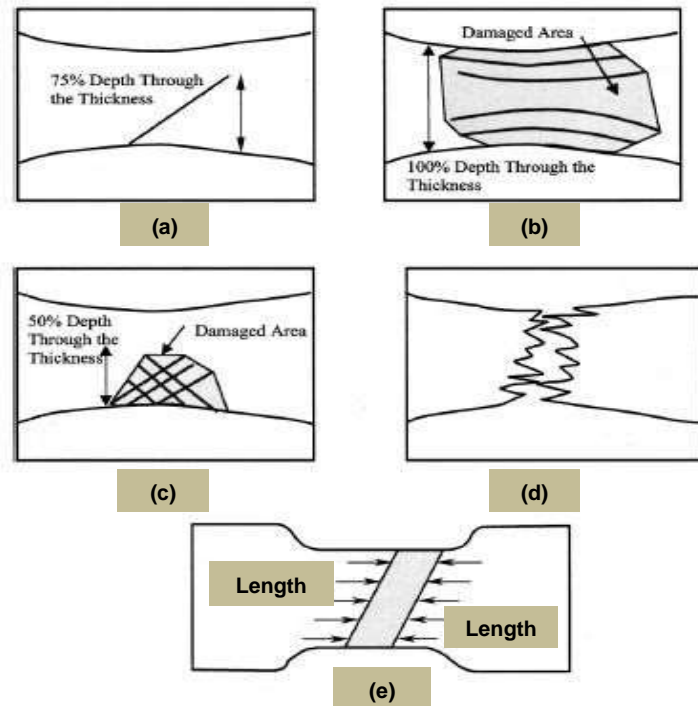 75% Depth Through
the Thickness
(a)
Damaged Area
100% Depth Through the
Thickness
(b)
50% Depth
Through the
Thickness
Damaged Area
(c)
(d)
Length
Length
(e)